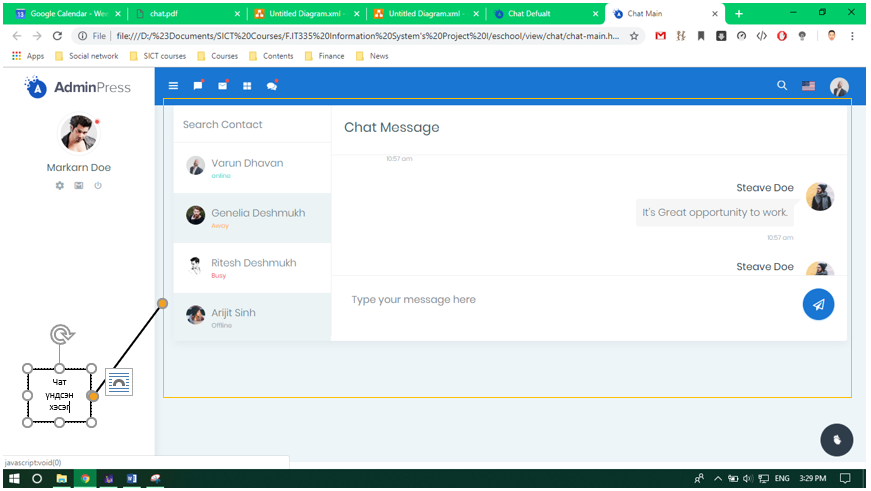 Google Calendar - Wee
chat.pdf
Untitled Diagram.xml -
Untitled Diagram.xml -
Chat Defualt
Chat Main
File
file:///D:/%23Documents/SICT%20Courses/F.IT335%20Information%20System's%20Project%20I/eschool/view/chat/chat-main.h...
Apps
Social network
SICT courses
Courses
Contents
Finance
News
AdminPress
Markarn Doe
Search Contact
Varun Dhavan
online
Genelia Deshmukh
Away
Ritesh Deshmukh
Busy
Arijit Sinh
Offline
Chat Message
10:57 am
Steave Doe
It's Great opportunity to work.
10:57 am
Steave Doe
Type your message here
Чат
үндсэн
хэсэг
javascript:void(0)
ENG
3:29 PM